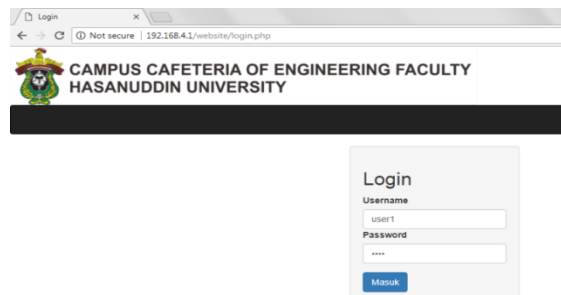 Login
Not secure | 192.168.4.1/website/login.php
CAMPUS CAFETERIA OF ENGINEERING FACULTY
HASANUDDIN UNIVERSITY
Login
Username
user1
Password
••••
Masuk